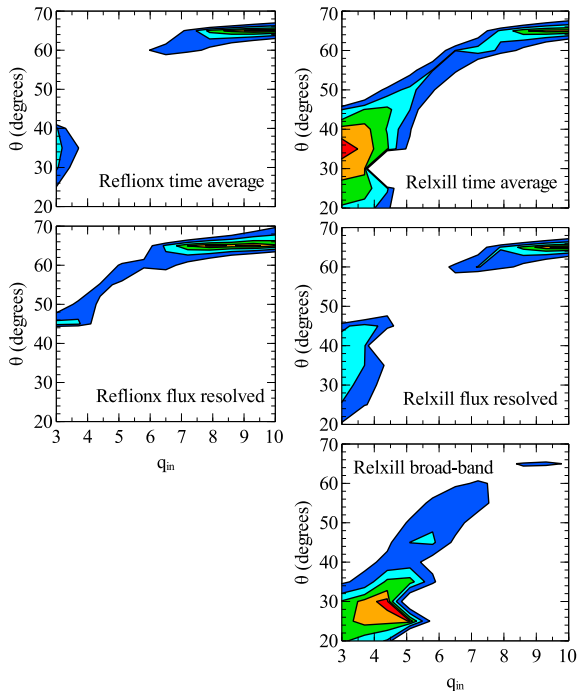 70
60
50
40
30
20
θ (degrees)
Reflionx time average
70
60
50
40
30
20
θ (degrees)
Relxill time average
70
60
50
40
30
20
θ (degrees)
Reflionx flux resolved
3 4 5 6 7 8 9 10
q_in
70
60
50
40
30
20
θ (degrees)
Relxill flux resolved
70
60
50
40
30
20
θ (degrees)
Relxill broad-band
3 4 5 6 7 8 9 10
q_in